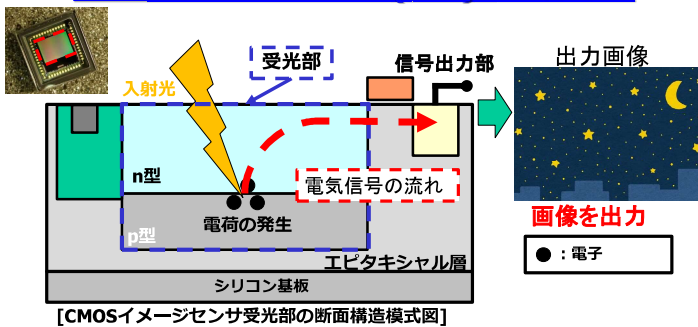 出力画像
受光部
信号出力部
入射光
n型
電気信号の流れ
電荷の発生
p型
画像を出力
●：電子
エピタキシャル層
シリコン基板
[CMOSイメージセンサ受光部の断面構造模式図]